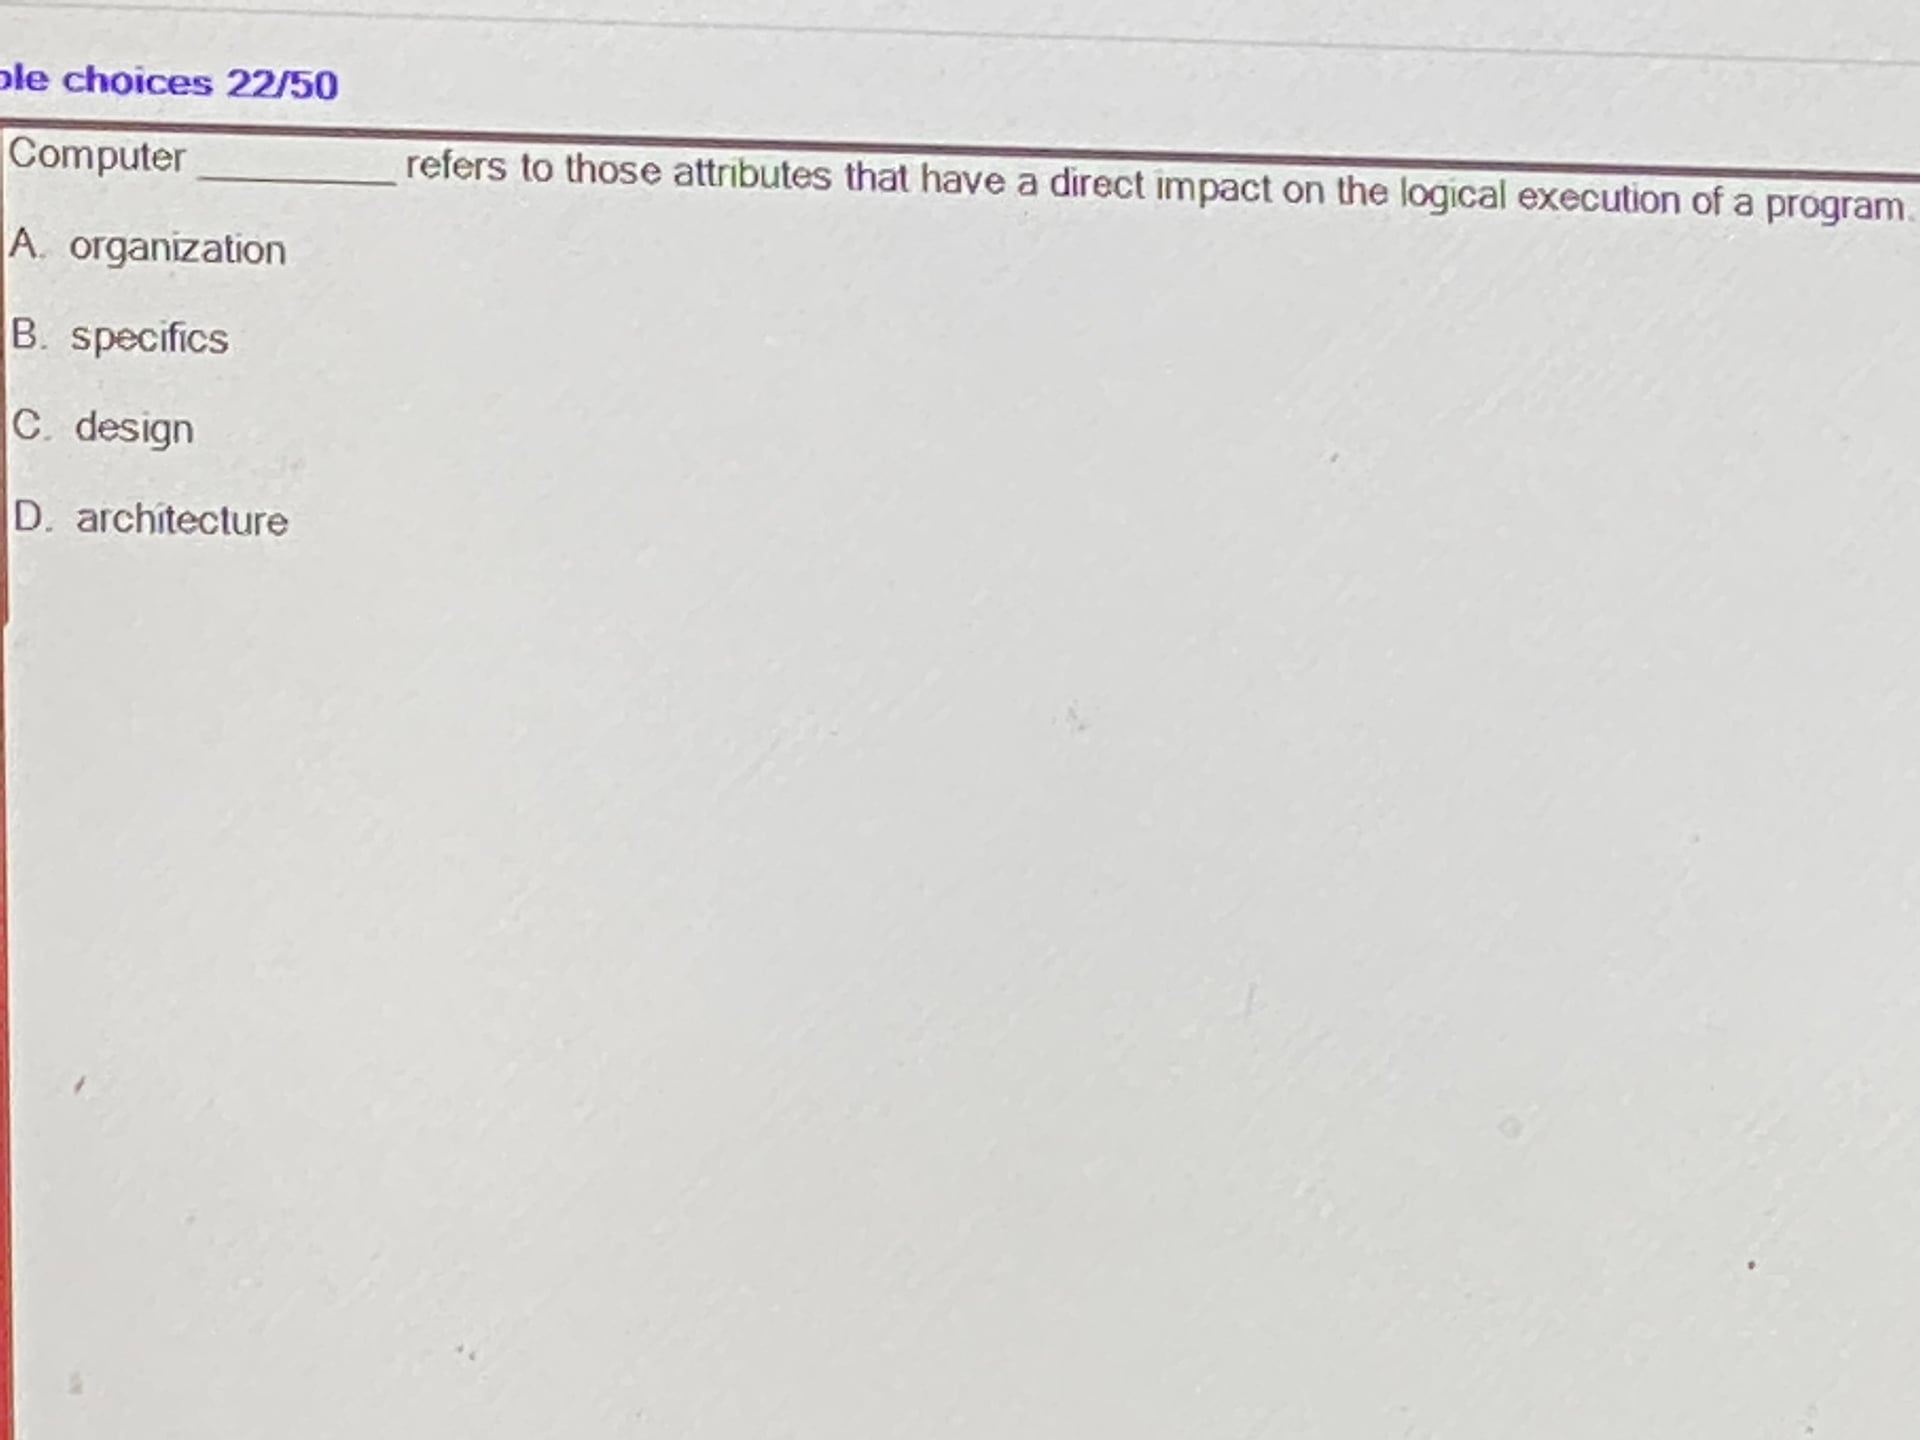 choices 22/50
Computer ________ refers to those attributes that have a direct impact on the logical execution of a program.
A. organization
B. specifics
C. design
D. architecture